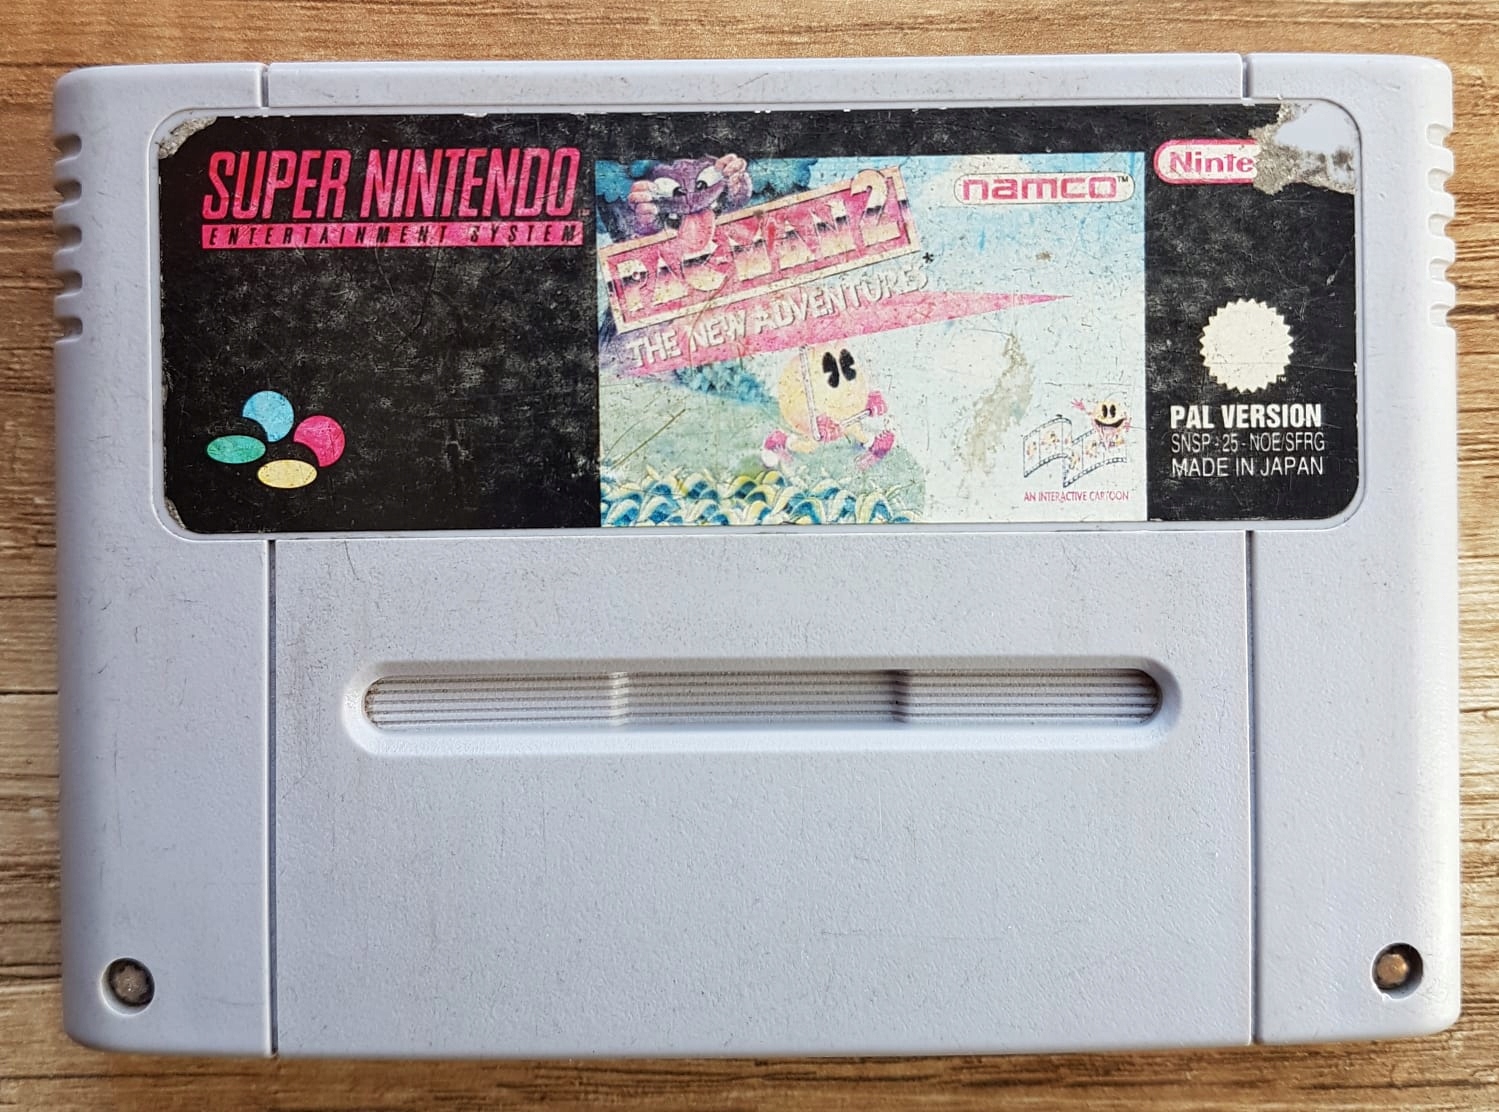 SUPER NINTENDO
ENTERTAINMENT SYSTEM
PAC-MAN 2
THE NEW ADVENTURES
namco™
Ninte
PAL VERSION
SNSP-25-NOE/SFRG
MADE IN JAPAN
AN INTERACTIVE CARTOON